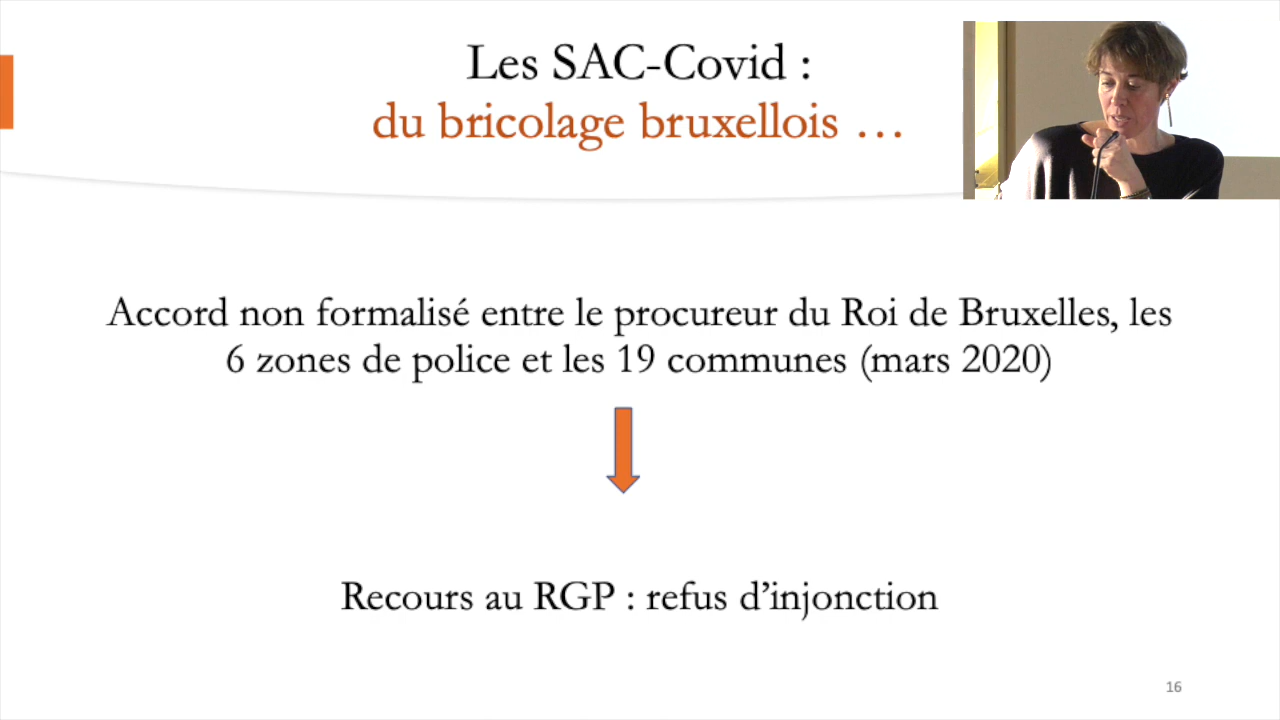 Les SAC-Covid :
du bricolage bruxellois …
Accord non formalisé entre le procureur du Roi de Bruxelles, les
6 zones de police et les 19 communes (mars 2020)
Recours au RGP : refus d’injonction
16